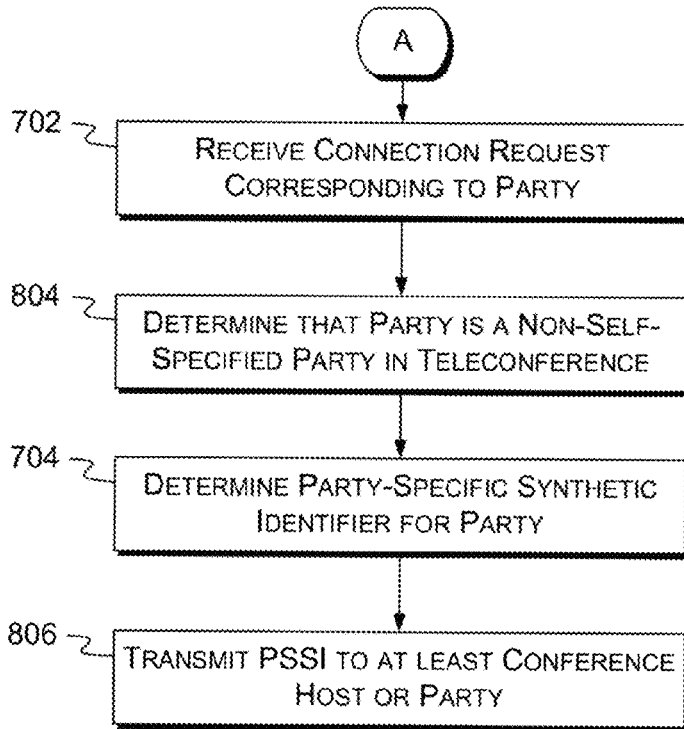 A
702
RECEIVE CONNECTION REQUEST
CORRESPONDING TO PARTY
804
DETERMINE THAT PARTY IS A NON-SELF-
SPECIFIED PARTY IN TELECONFERENCE
704
DETERMINE PARTY-SPECIFIC SYNTHETIC
IDENTIFIER FOR PARTY
806
TRANSMIT PSSI TO AT LEAST CONFERENCE
HOST OR PARTY